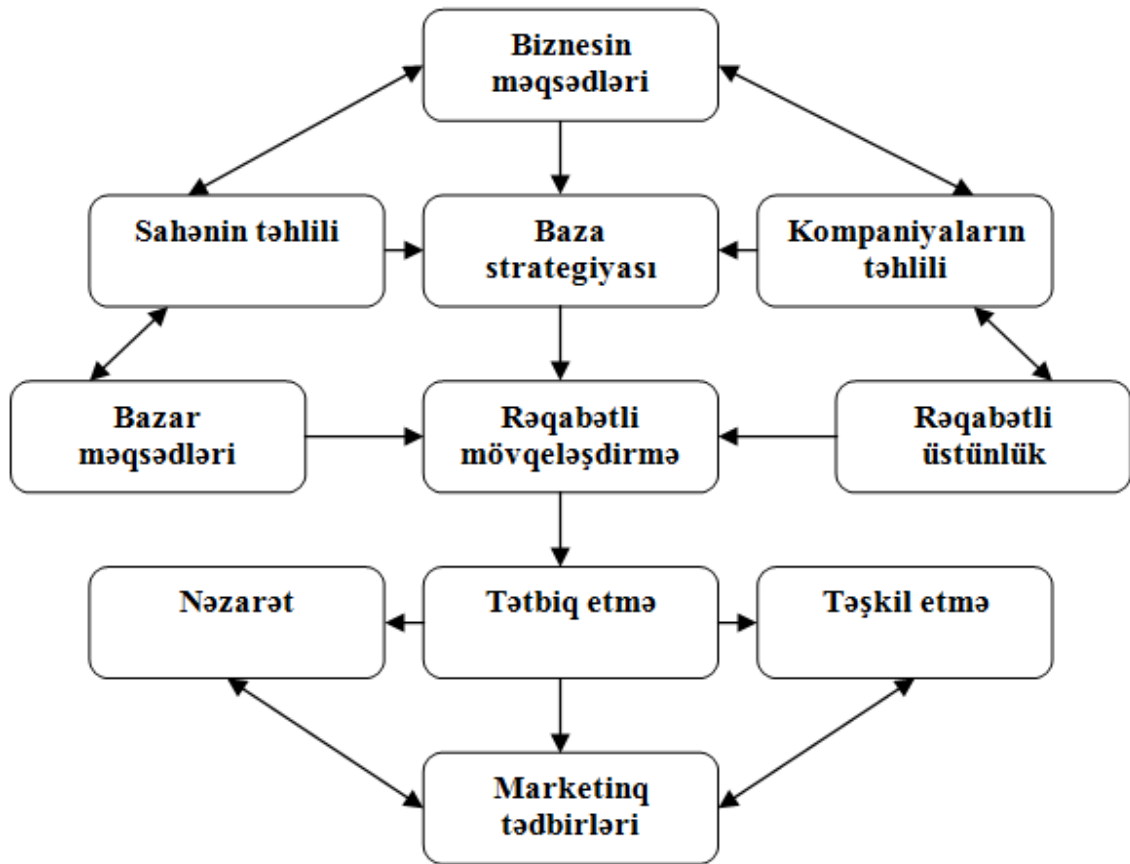 Biznesin
məqsədləri
Sahənin təhlili
Baza
strategiyası
Kompaniyaların
təhlili
Bazar
məqsədləri
Rəqabətli
mövqeləşdirmə
Rəqabətli
üstünlük
Nəzarət
Tətbiq etmə
Təşkil etmə
Marketinq
tədbirləri